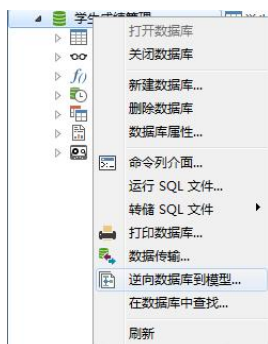 学生成绩管理
打开数据库
关闭数据库
新建数据库...
删除数据库
数据库属性...
命令列介面...
运行 SQL 文件...
转储 SQL 文件
打印数据库...
数据传输...
逆向数据库到模型...
在数据库中查找...
刷新